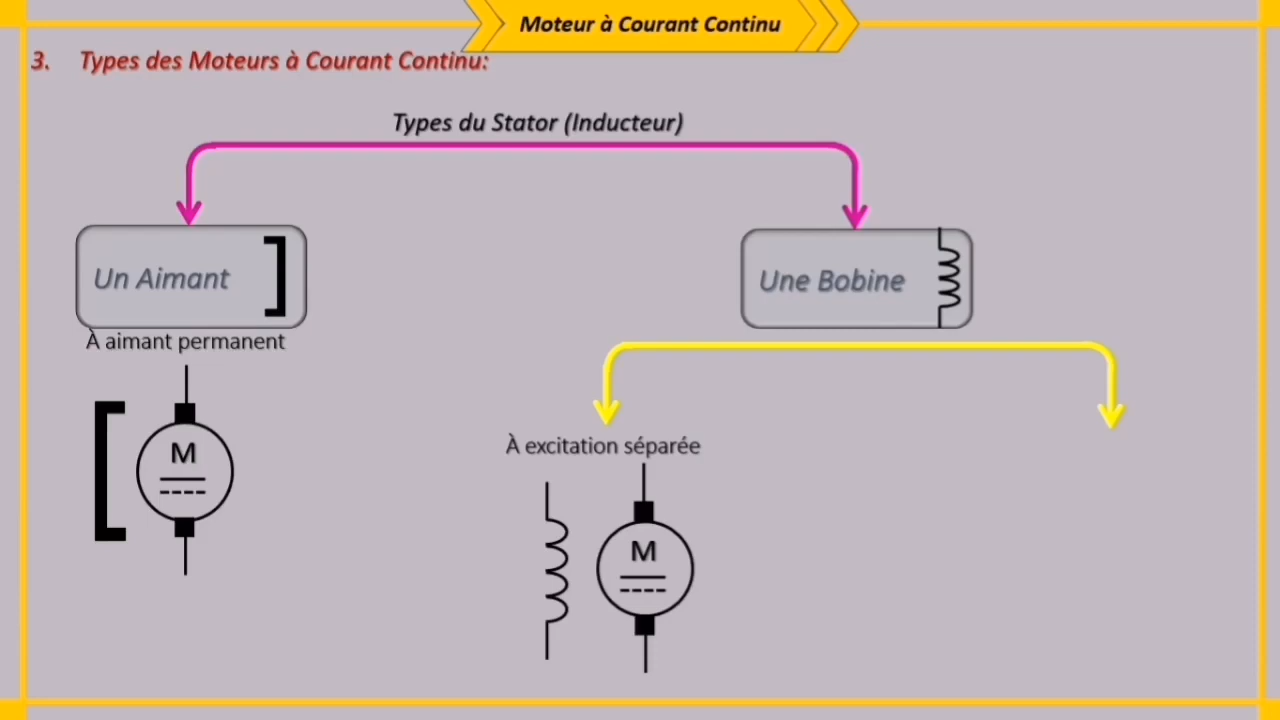 Moteur à Courant Continu
3. Types des Moteurs à Courant Continu:
Types du Stator (Inducteur)
Un Aimant
Une Bobine
À aimant permanent
M
À excitation séparée
M